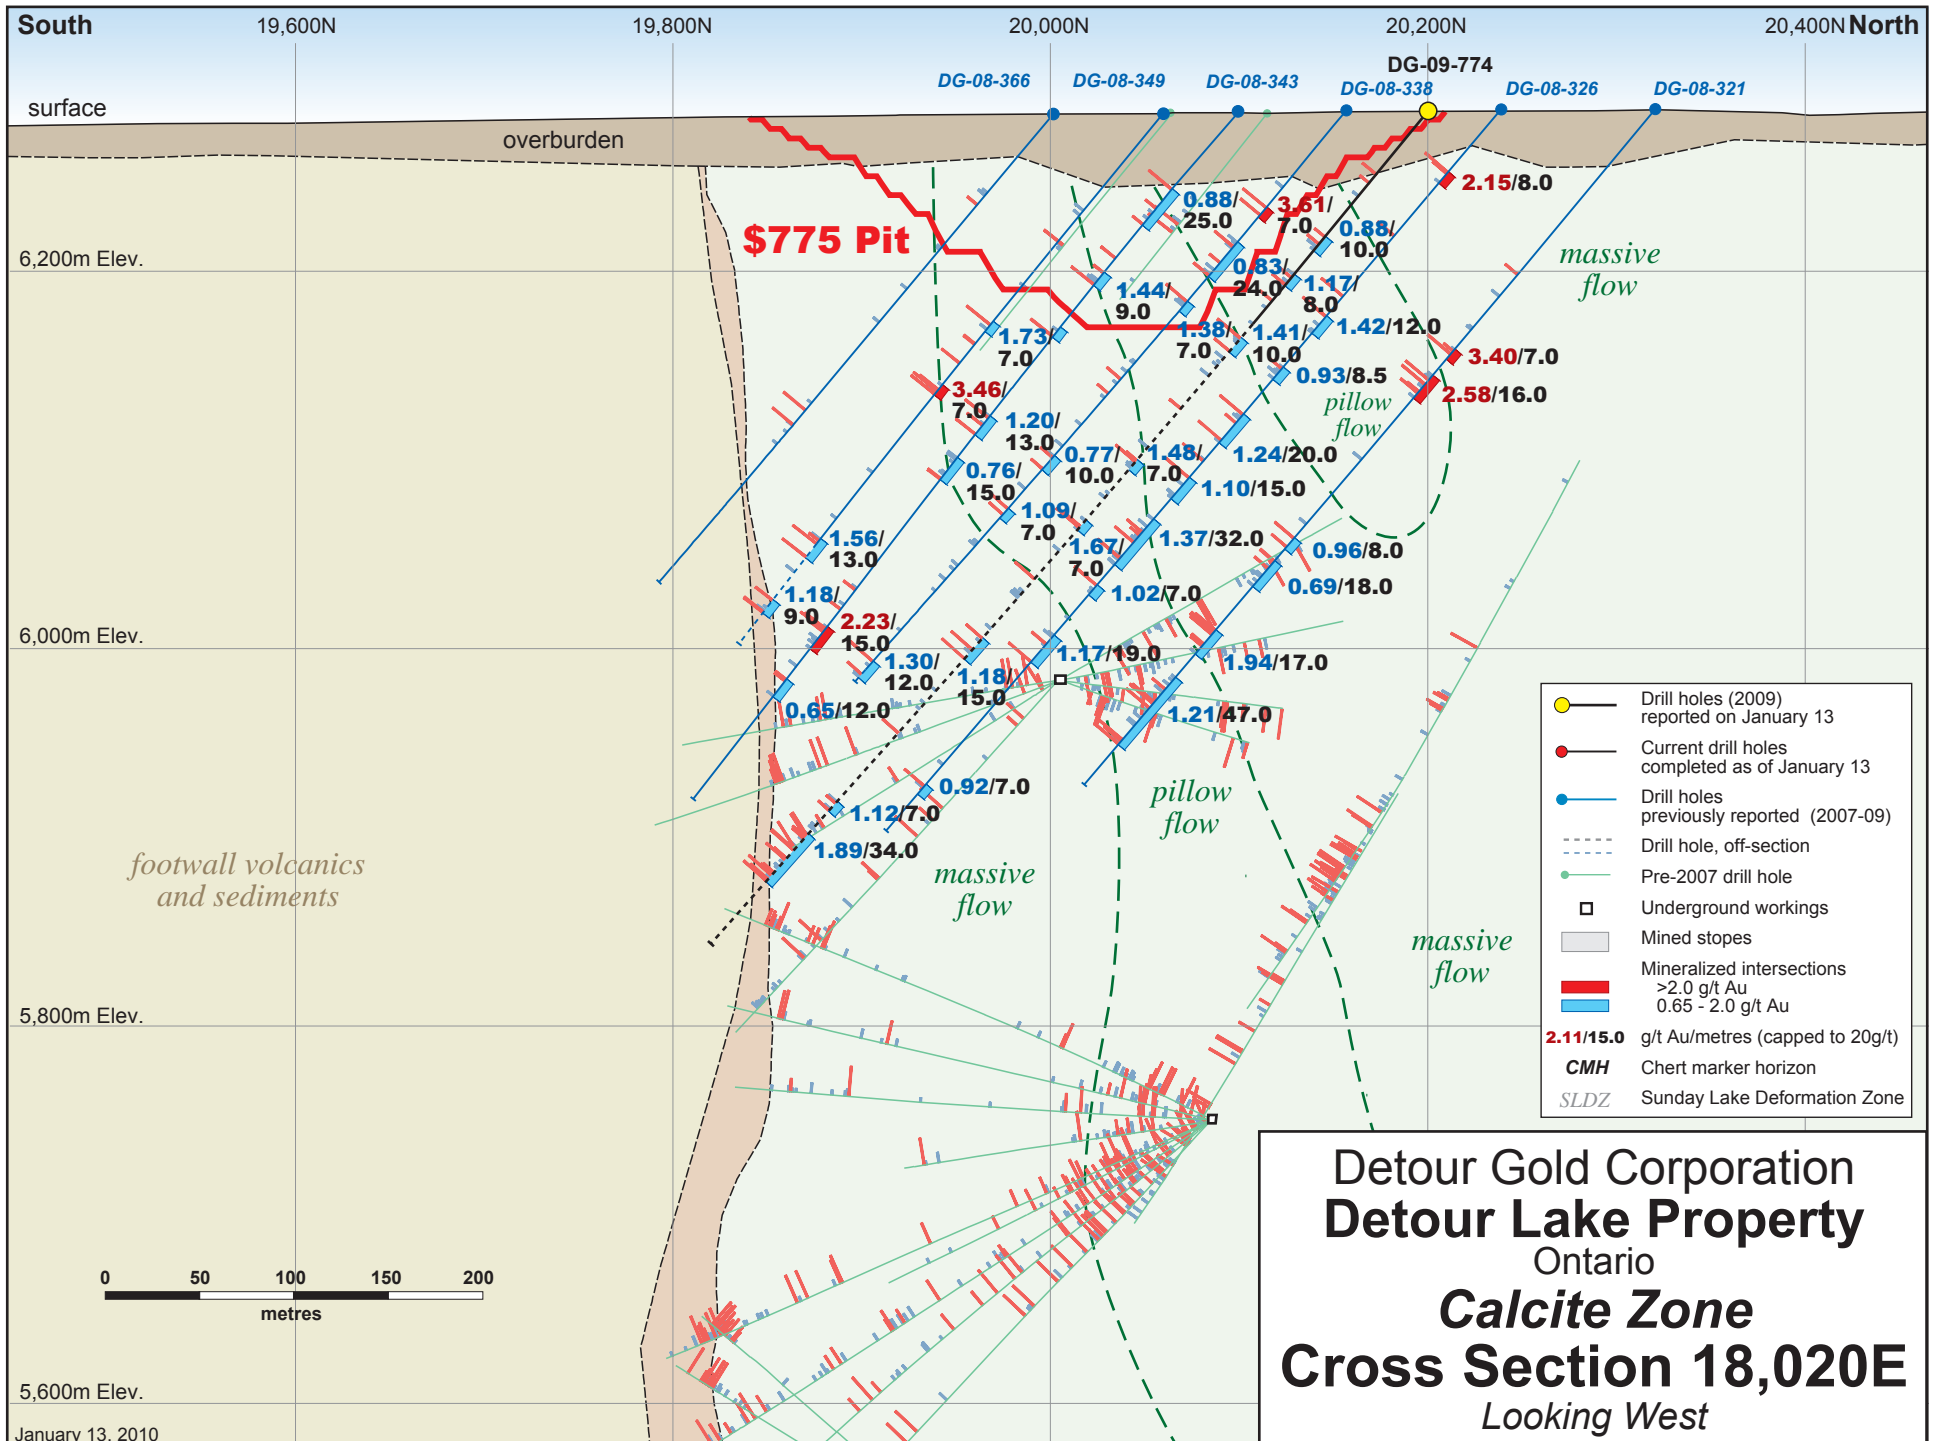 South
19,600N
19,800N
20,000N
20,200N
20,400N
North
DG-09-774
DG-08-366
DG-08-349
DG-08-343
DG-08-338
DG-08-326
DG-08-321
surface
overburden
2.15/8.0
0.88/
25.0
3.61/
7.0
0.88/
10.0
$775 Pit
6,200m Elev.
massive
flow
0.83/
24.0
1.44/
9.0
1.17/
8.0
1.73/
7.0
1.38/
7.0
1.41/
10.0
1.42/12.0
3.40/7.0
0.93/8.5
2.58/16.0
3.46/
7.0
pillow
flow
1.20/
13.0
0.77/
10.0
1.48/
7.0
1.24/20.0
0.76/
15.0
1.10/15.0
1.09/
7.0
1.56/
13.0
1.67/
7.0
1.37/32.0
0.96/8.0
0.69/18.0
1.18/
9.0
1.02/7.0
2.23/
15.0
6,000m Elev.
1.30/
12.0
1.18/
15.0
1.17/19.0
1.94/17.0
0.65/12.0
1.21/47.0
0.92/7.0
pillow
flow
1.12/7.0
1.89/34.0
footwall volcanics
and sediments
massive
flow
massive
flow
5,800m Elev.
Drill holes (2009)
reported on January 13
Current drill holes
completed as of January 13
Drill holes
previously reported (2007-09)
Drill hole, off-section
Pre-2007 drill hole
Underground workings
Mined stopes
Mineralized intersections
>2.0 g/t Au
0.65 - 2.0 g/t Au
2.11/15.0 g/t Au/metres (capped to 20g/t)
CMH Chert marker horizon
SLDZ Sunday Lake Deformation Zone
Detour Gold Corporation
Detour Lake Property
Ontario
Calcite Zone
Cross Section 18,020E
Looking West
0 50 100 150 200
metres
5,600m Elev.
January 13, 2010